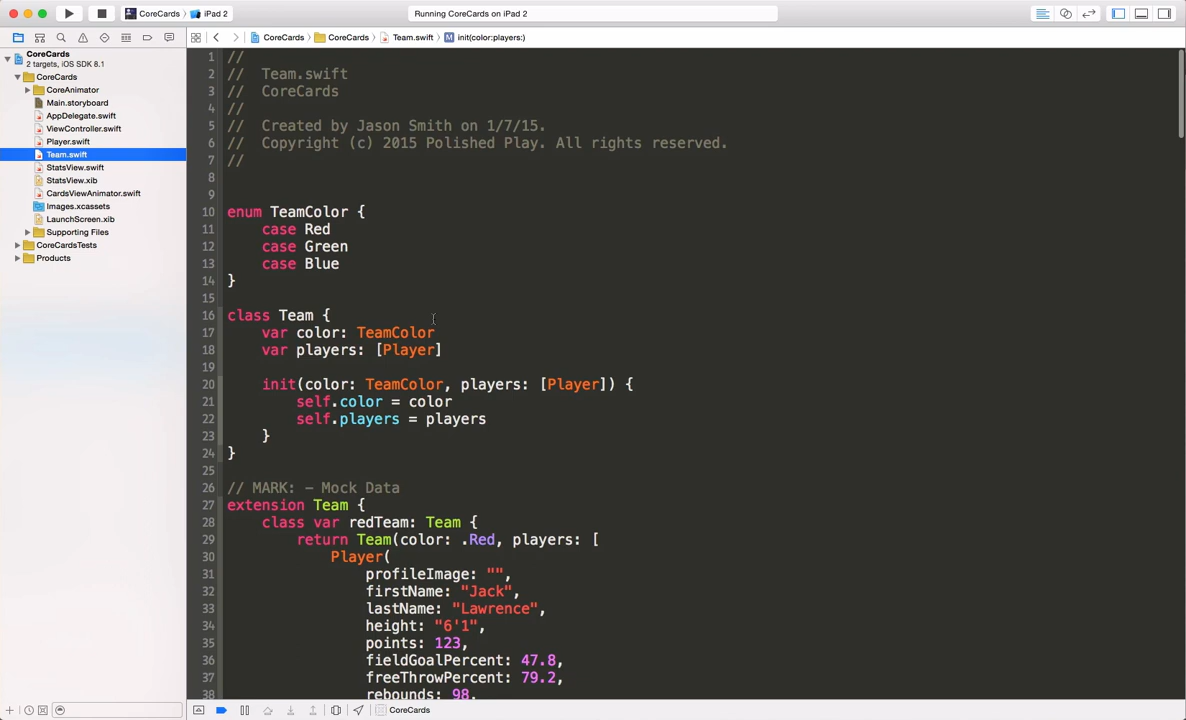 CoreCards › iPad 2
Running CoreCards on iPad 2
CoreCards
CoreCards
Team.swift
M init(color:players:)
CoreCards
2 targets, iOS SDK 8.1
CoreCards
CoreAnimator
Main.storyboard
AppDelegate.swift
ViewController.swift
Player.swift
Team.swift
StatsView.swift
StatsView.xib
CardsViewAnimator.swift
Images.xcassets
LaunchScreen.xib
Supporting Files
CoreCardsTests
Products
1 //
2 //  Team.swift
3 //  CoreCards
4 //
5 //  Created by Jason Smith on 1/7/15.
6 //  Copyright (c) 2015 Polished Play. All rights reserved.
7 //
8
9
10 enum TeamColor {
11     case Red
12     case Green
13     case Blue
14 }
15
16 class Team {
17     var color: TeamColor
18     var players: [Player]
19
20     init(color: TeamColor, players: [Player]) {
21         self.color = color
22         self.players = players
23     }
24 }
25
26 // MARK: - Mock Data
27 extension Team {
28     class var redTeam: Team {
29         return Team(color: .Red, players: [
30             Player(
31                 profileImage: "",
32                 firstName: "Jack",
33                 lastName: "Lawrence",
34                 height: "6'1",
35                 points: 123,
36                 fieldGoalPercent: 47.8,
37                 freeThrowPercent: 79.2,
38                 rebounds: 98,
CoreCards